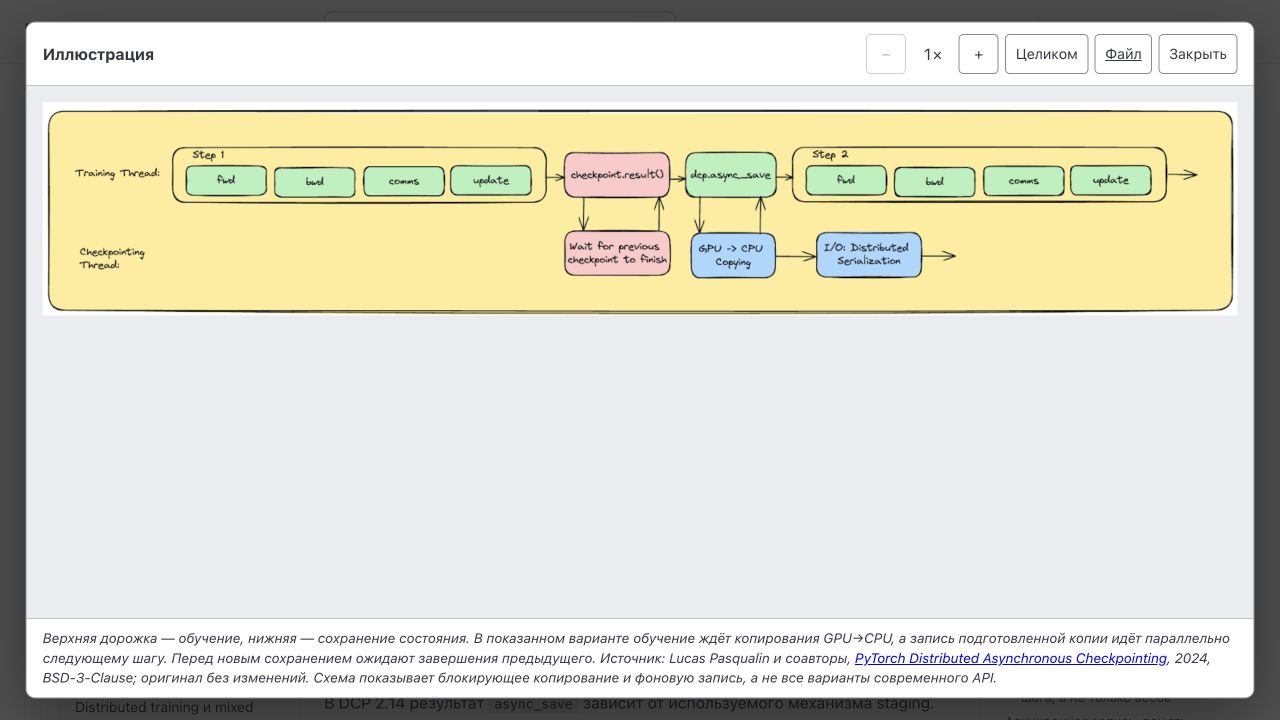 Иллюстрация
− 1× + Целиком Файл Закрыть
Step 1
Step 2
Training Thread:
fwd
bwd
comms
update
checkpoint.result()
dcp.async_save
fwd
bwd
comms
update
Checkpointing
Thread:
Wait for previous
checkpoint to finish
GPU -> CPU
Copying
I/O: Distributed
Serialization
Верхняя дорожка — обучение, нижняя — сохранение состояния. В показанном варианте обучение ждёт копирования GPU→CPU, а запись подготовленной копии идёт параллельно
следующему шагу. Перед новым сохранением ожидают завершения предыдущего. Источник: Lucas Pasqualin и соавторы, PyTorch Distributed Asynchronous Checkpointing, 2024,
BSD-3-Clause; оригинал без изменений. Схема показывает блокирующее копирование и фоновую запись, а не все варианты современного API.
Distributed training и mixed
В DCP 2.14 результат async_save зависит от используемого механизма staging.